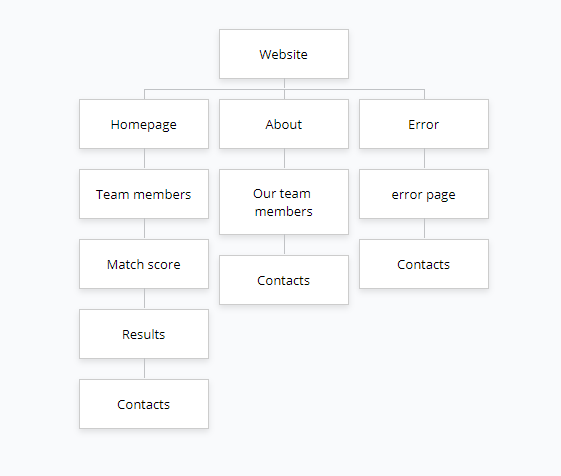 Website
Homepage
About
Error
Team members
Our team
members
error page
Match score
Contacts
Contacts
Results
Contacts